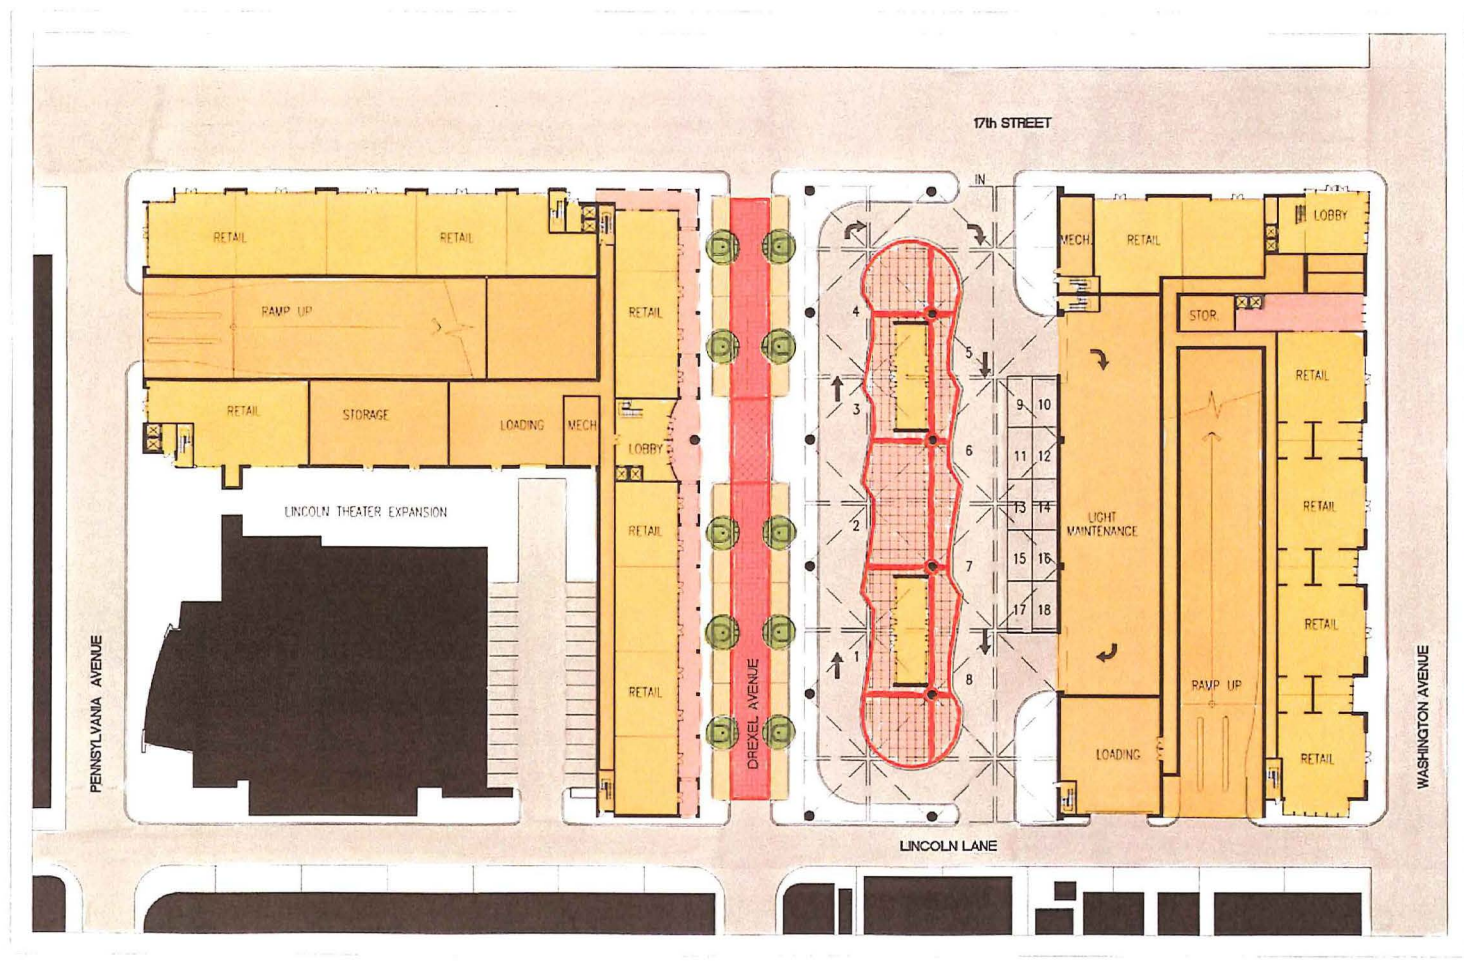 17th STREET
IN
RETAIL
RETAIL
MECH.
RETAIL
LOBBY
RAMP UP
RETAIL
4
STOR.
5
RETAIL
RETAIL
STORAGE
LOADING
MECH
3
9
10
LOBBY
6
11
12
LINCOLN THEATER EXPANSION
RETAIL
2
13
14
LIGHT
MAINTENANCE
RETAIL
7
15
16
17
18
RETAIL
PENNSYLVANIA AVENUE
RETAIL
DREXEL AVENUE
1
8
RAMP UP
WASHINGTON AVENUE
LOADING
RETAIL
LINCOLN LANE